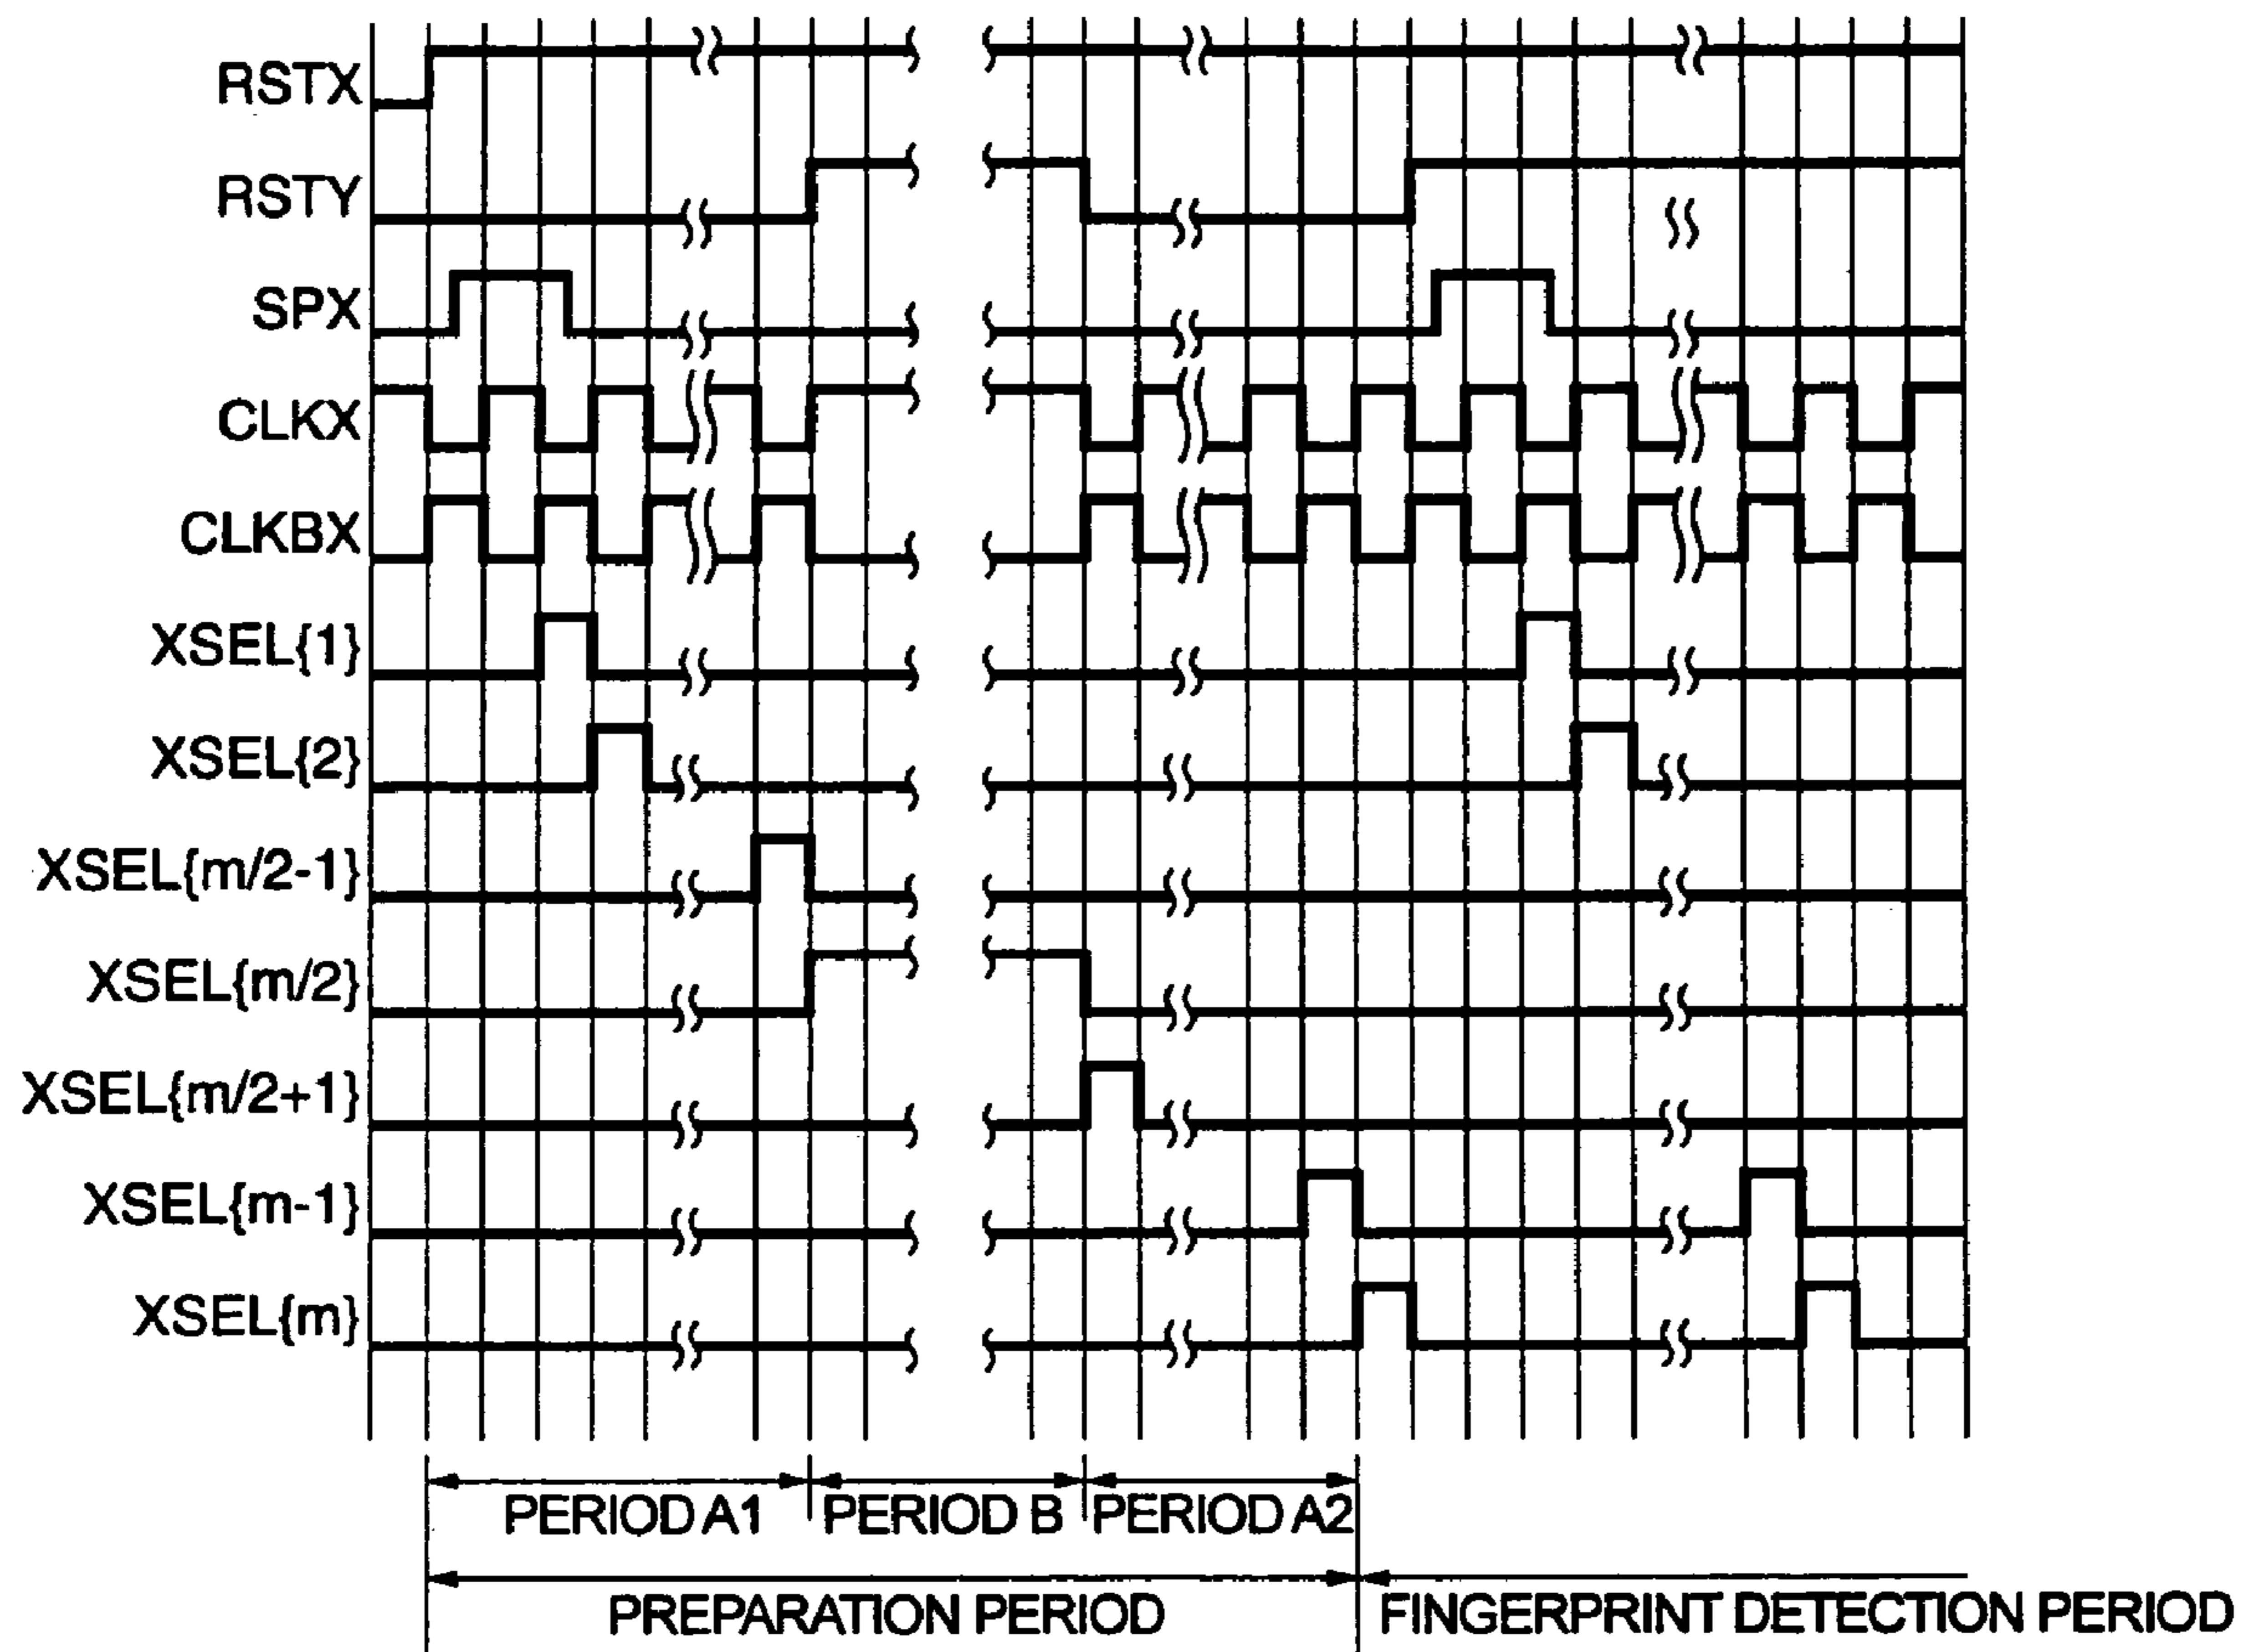 RSTX
RSTY
SPX
CLKX
CLKBX
XSEL{1}
XSEL{2}
XSEL{m/2-1}
XSEL{m/2}
XSEL{m/2+1}
XSEL{m-1}
XSEL{m}
PERIOD A1 PERIOD B PERIOD A2
PREPARATION PERIOD FINGERPRINT DETECTION PERIOD